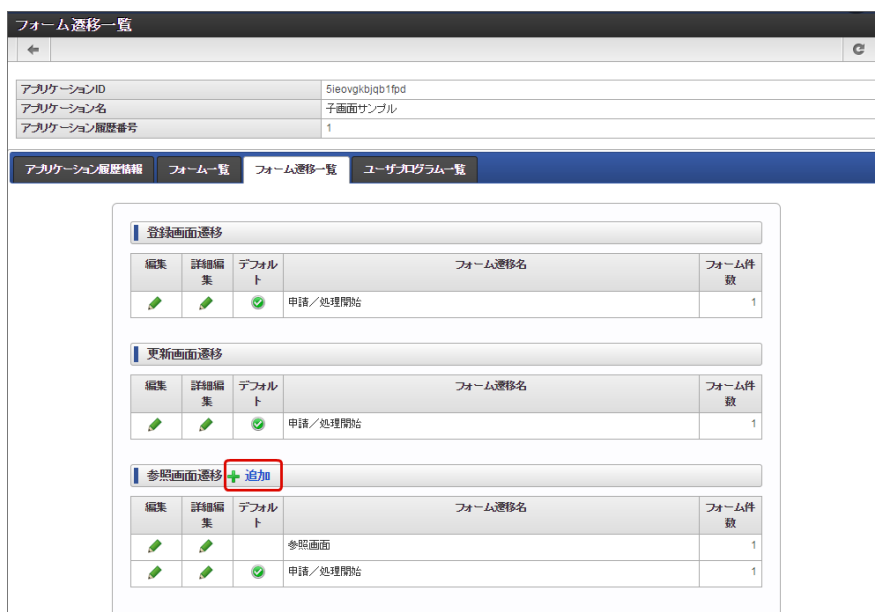 フォーム遷移一覧
アプリケーションID 5ieovgkbjqb1fpd
アプリケーション名 子画面サンプル
アプリケーション履歴番号 1
アプリケーション履歴情報 フォーム一覧 フォーム遷移一覧 ユーザプログラム一覧
登録画面遷移
編集 詳細編集 デフォルト フォーム遷移名 フォーム件数
申請／処理開始 1
更新画面遷移
編集 詳細編集 デフォルト フォーム遷移名 フォーム件数
申請／処理開始 1
参照画面遷移 追加
編集 詳細編集 デフォルト フォーム遷移名 フォーム件数
参照画面 1
申請／処理開始 1